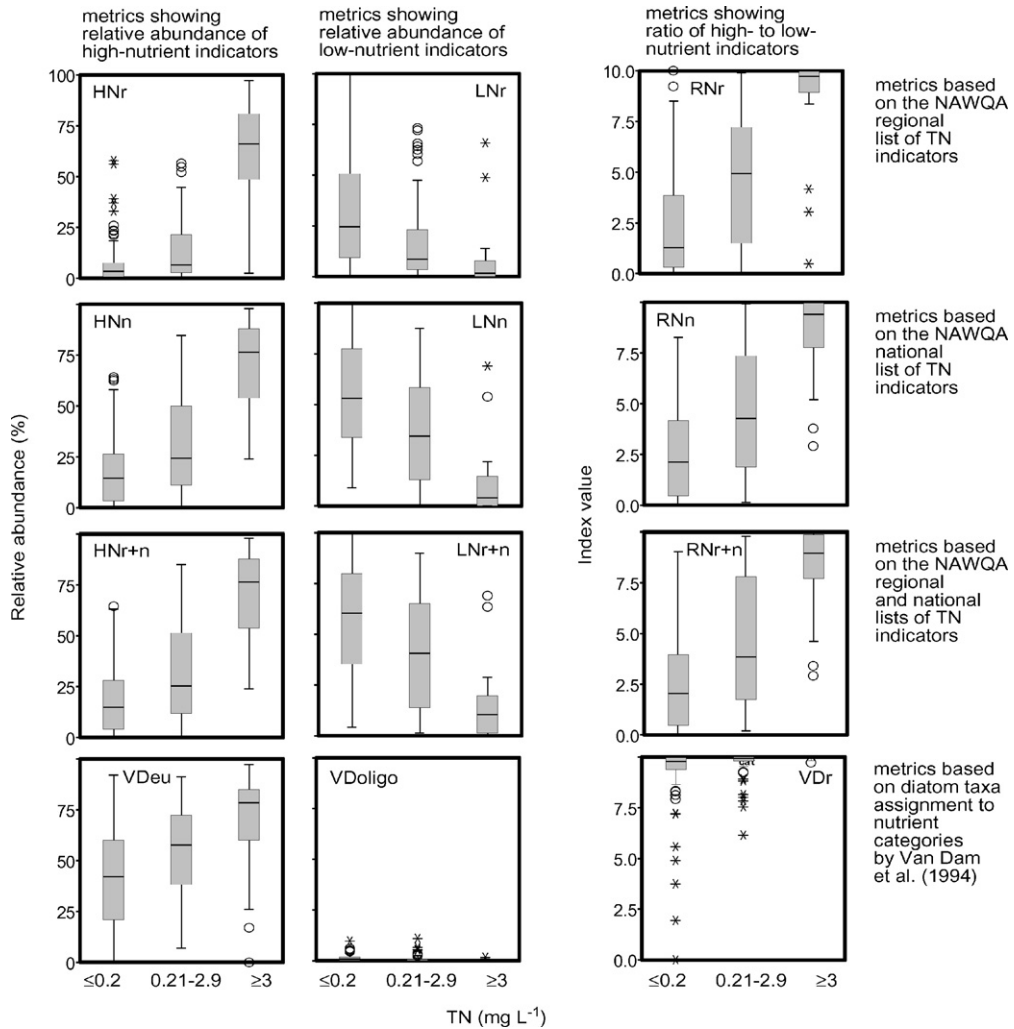 metrics showing
relative abundance of
high-nutrient indicators
metrics showing
relative abundance of
low-nutrient indicators
metrics showing
ratio of high- to low-
nutrient indicators
100
75
50
25
0
HNr
LNr
10.0
7.5
5.0
2.5
0.0
RNr
metrics based
on the NAWQA
regional
list of TN
indicators
75
50
25
0
HNn
LNn
7.5
5.0
2.5
0.0
RNn
metrics based
on the NAWQA
national
list of TN
indicators
Relative abundance (%)
Index value
75
50
25
0
HNr+n
LNr+n
7.5
5.0
2.5
0.0
RNr+n
metrics based
on the NAWQA
regional
and national
lists of TN
indicators
75
50
25
0
VDeu
VDoligo
7.5
5.0
2.5
0.0
VDr
metrics based
on diatom taxa
assignment to
nutrient
categories
by Van Dam
et al. (1994)
≤0.2 0.21-2.9 ≥3
≤0.2 0.21-2.9 ≥3
≤0.2 0.21-2.9 ≥3
TN (mg L⁻¹)